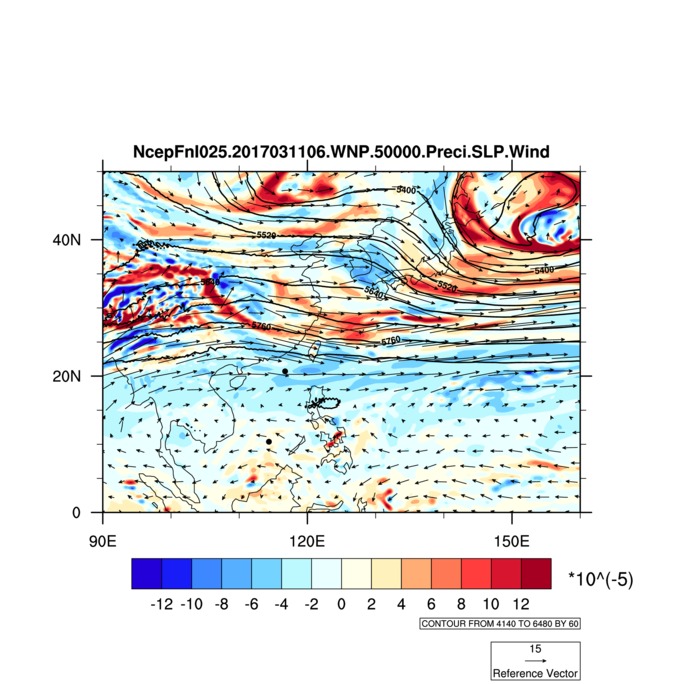 NcepFnl025.2017031106.WNP.50000.Preci.SLP.Wind
5400
5520
40N
5400
5640
5520
5640
5760
5760
20N
0
90E 120E 150E
-12 -10 -8 -6 -4 -2 0 2 4 6 8 10 12
*10^(-5)
CONTOUR FROM 4140 TO 6480 BY 60
15
Reference Vector